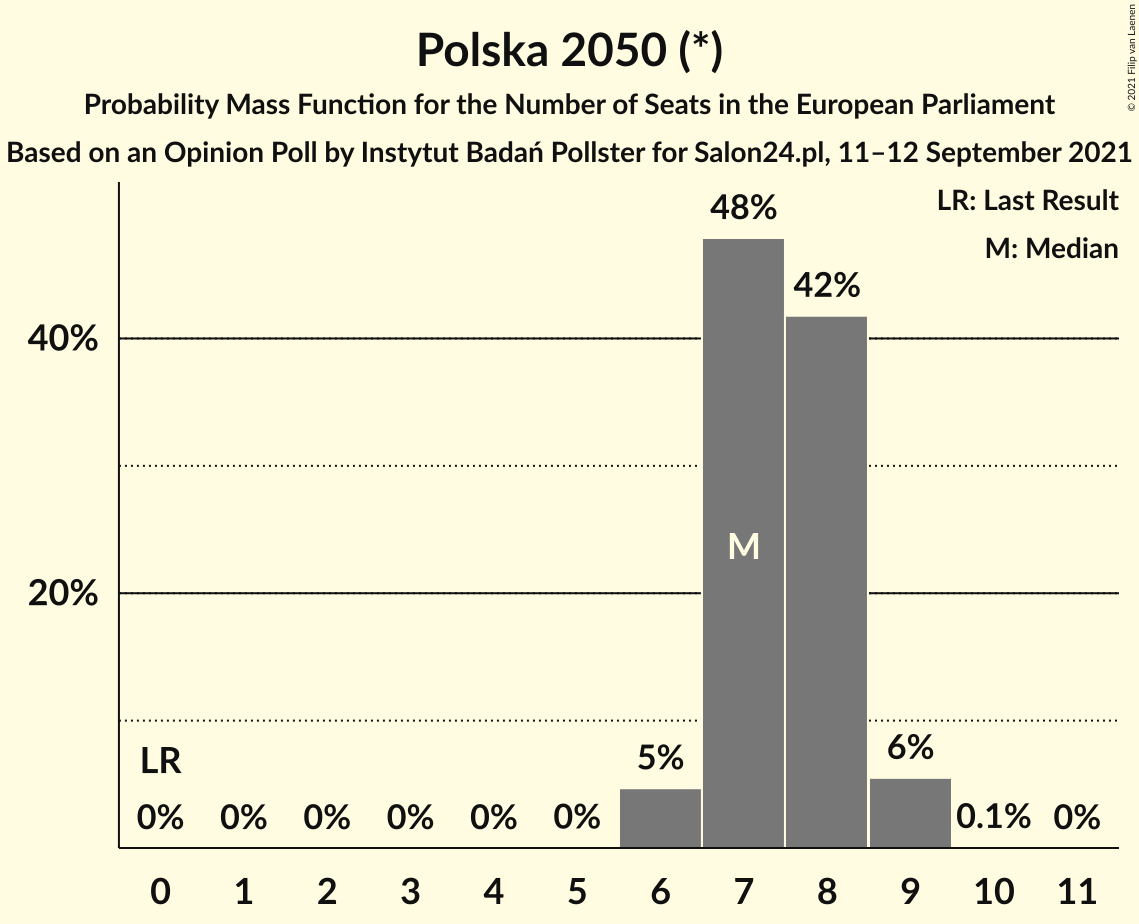 Polska 2050 (*)
Probability Mass Function for the Number of Seats in the European Parliament
Based on an Opinion Poll by Instytut Badań Pollster for Salon24.pl, 11–12 September 2021
© 2021 Filip van Laenen
LR: Last Result
M: Median
48%
42%
40%
M
20%
LR
5%
6%
0% 0% 0% 0% 0% 0% 0.1% 0%
0 1 2 3 4 5 6 7 8 9 10 11